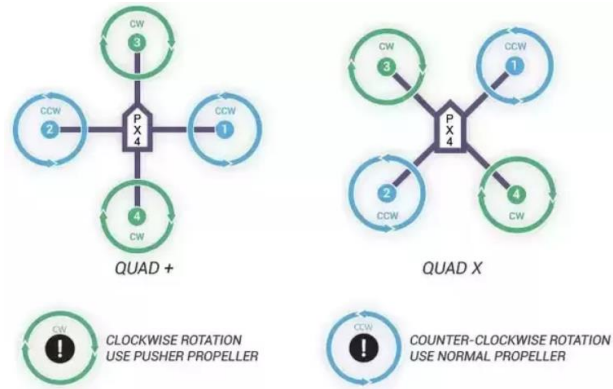 CW
3
CCW
2
P
X
4
CCW
1
4
CW
QUAD +
CW
3
CCW
1
P
X
4
2
CCW
4
CW
QUAD X
CW
!
CLOCKWISE ROTATION
USE PUSHER PROPELLER
CCW
!
COUNTER-CLOCKWISE ROTATION
USE NORMAL PROPELLER